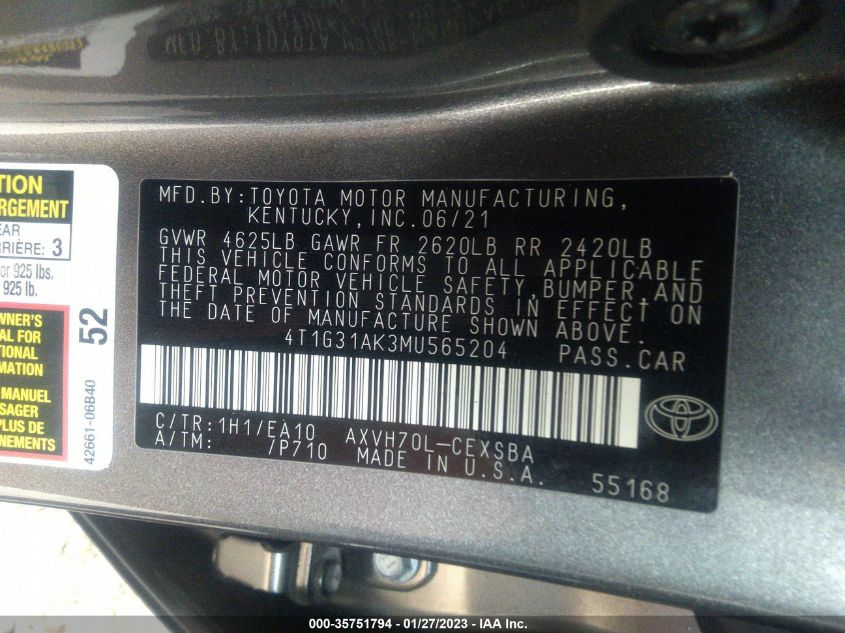 MFD.BY:TOYOTA MOTOR MANUFACTURING,
KENTUCKY,INC.06/21
GVWR 4625LB GAWR FR 2620LB RR 2420LB
THIS VEHICLE CONFORMS TO ALL APPLICABLE
FEDERAL MOTOR VEHICLE SAFETY,BUMPER,AND
THEFT PREVENTION STANDARDS IN EFFECT ON
THE DATE OF MANUFACTURE SHOWN ABOVE.
4T1G31AK3MU565204 PASS.CAR
C/TR:1H1/EA10 AXVH70L-CEXSBA
A/TM: /P710 MADE IN U.S.A.
55168
TION
RGEMENT
EAR
RRIÈRE: 3
or 925 lbs.
925 lb.
WNER'S
AL FOR
TIONAL
MATION
MANUEL
SAGER
PLUS DE
NEMENTS
52
42661-06B40
000-35751794 — 01/27/2023 — IAA Inc.